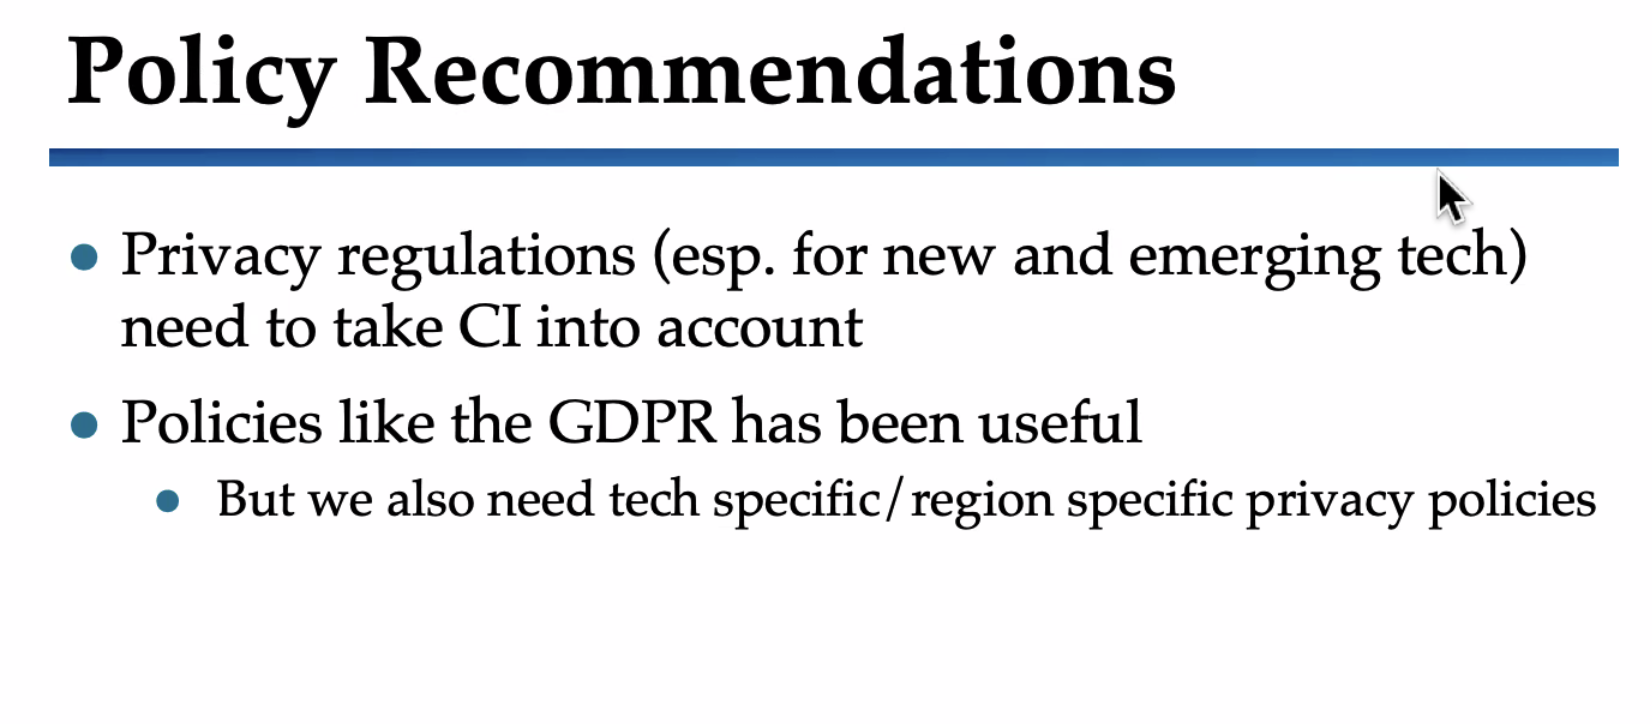 Policy Recommendations
• Privacy regulations (esp. for new and emerging tech)
need to take CI into account
• Policies like the GDPR has been useful
• But we also need tech specific/region specific privacy policies